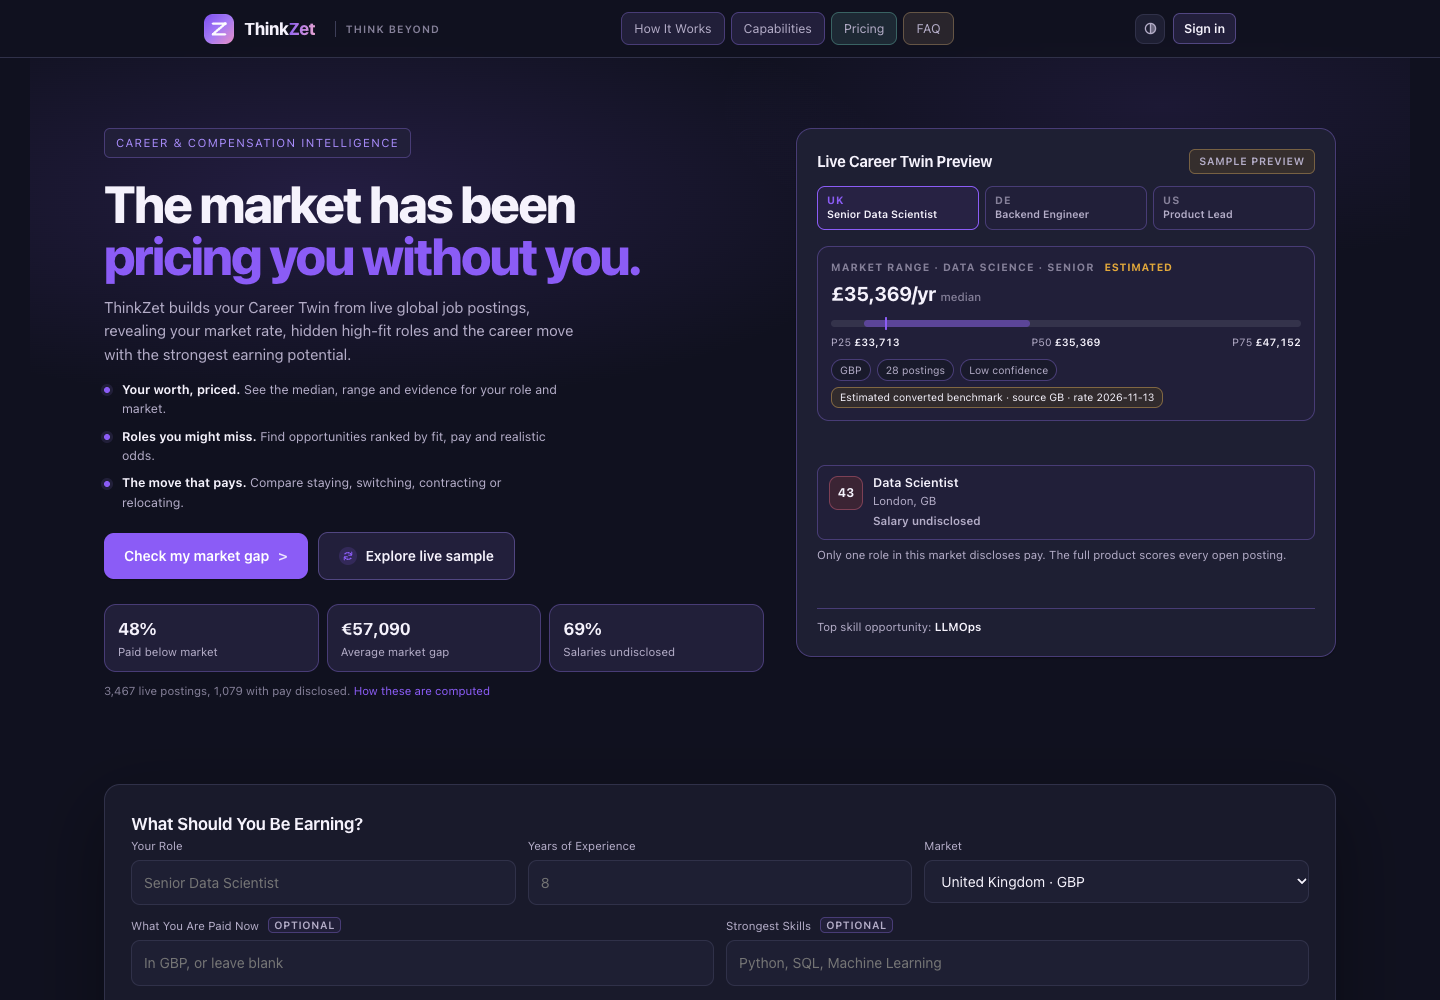 ThinkZet
THINK BEYOND
How It Works
Capabilities
Pricing
FAQ
Sign in
CAREER & COMPENSATION INTELLIGENCE
The market has been
pricing you without you.
ThinkZet builds your Career Twin from live global job postings,
revealing your market rate, hidden high-fit roles and the career move
with the strongest earning potential.
Your worth, priced. See the median, range and evidence for your role and
market.
Roles you might miss. Find opportunities ranked by fit, pay and realistic
odds.
The move that pays. Compare staying, switching, contracting or
relocating.
Check my market gap >
Explore live sample
48%
Paid below market
€57,090
Average market gap
69%
Salaries undisclosed
3,467 live postings, 1,079 with pay disclosed. How these are computed
Live Career Twin Preview
SAMPLE PREVIEW
UK
Senior Data Scientist
DE
Backend Engineer
US
Product Lead
MARKET RANGE · DATA SCIENCE · SENIOR ESTIMATED
£35,369/yr median
P25 £33,713
P50 £35,369
P75 £47,152
GBP
28 postings
Low confidence
Estimated converted benchmark · source GB · rate 2026-11-13
43
Data Scientist
London, GB
Salary undisclosed
Only one role in this market discloses pay. The full product scores every open posting.
Top skill opportunity: LLMOps
What Should You Be Earning?
Your Role
Senior Data Scientist
Years of Experience
8
Market
United Kingdom · GBP
What You Are Paid Now OPTIONAL
In GBP, or leave blank
Strongest Skills OPTIONAL
Python, SQL, Machine Learning